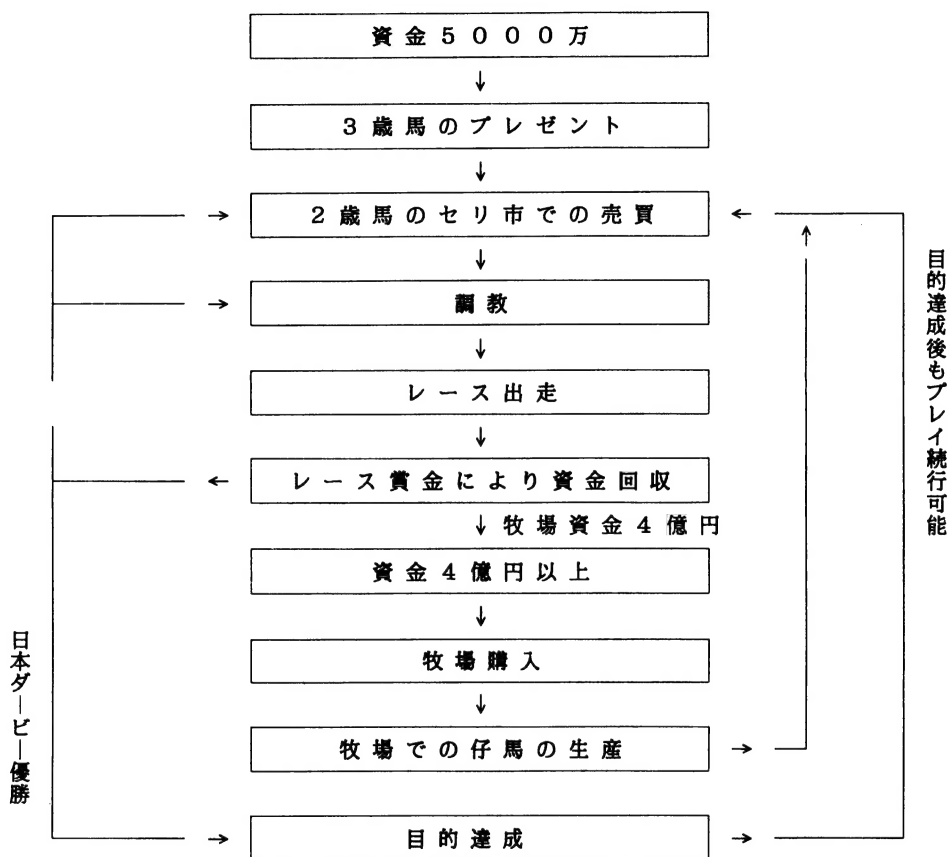 資金5000万
↓
3歳馬のプレゼント
↓
2歳馬のセリ市での売買
↓
調教
↓
レース出走
↓
レース賞金により資金回収
↓牧場資金4億円
資金4億円以上
↓
牧場購入
↓
牧場での仔馬の生産
目的達成
日本ダービー優勝
目的達成後もプレイ続行可能